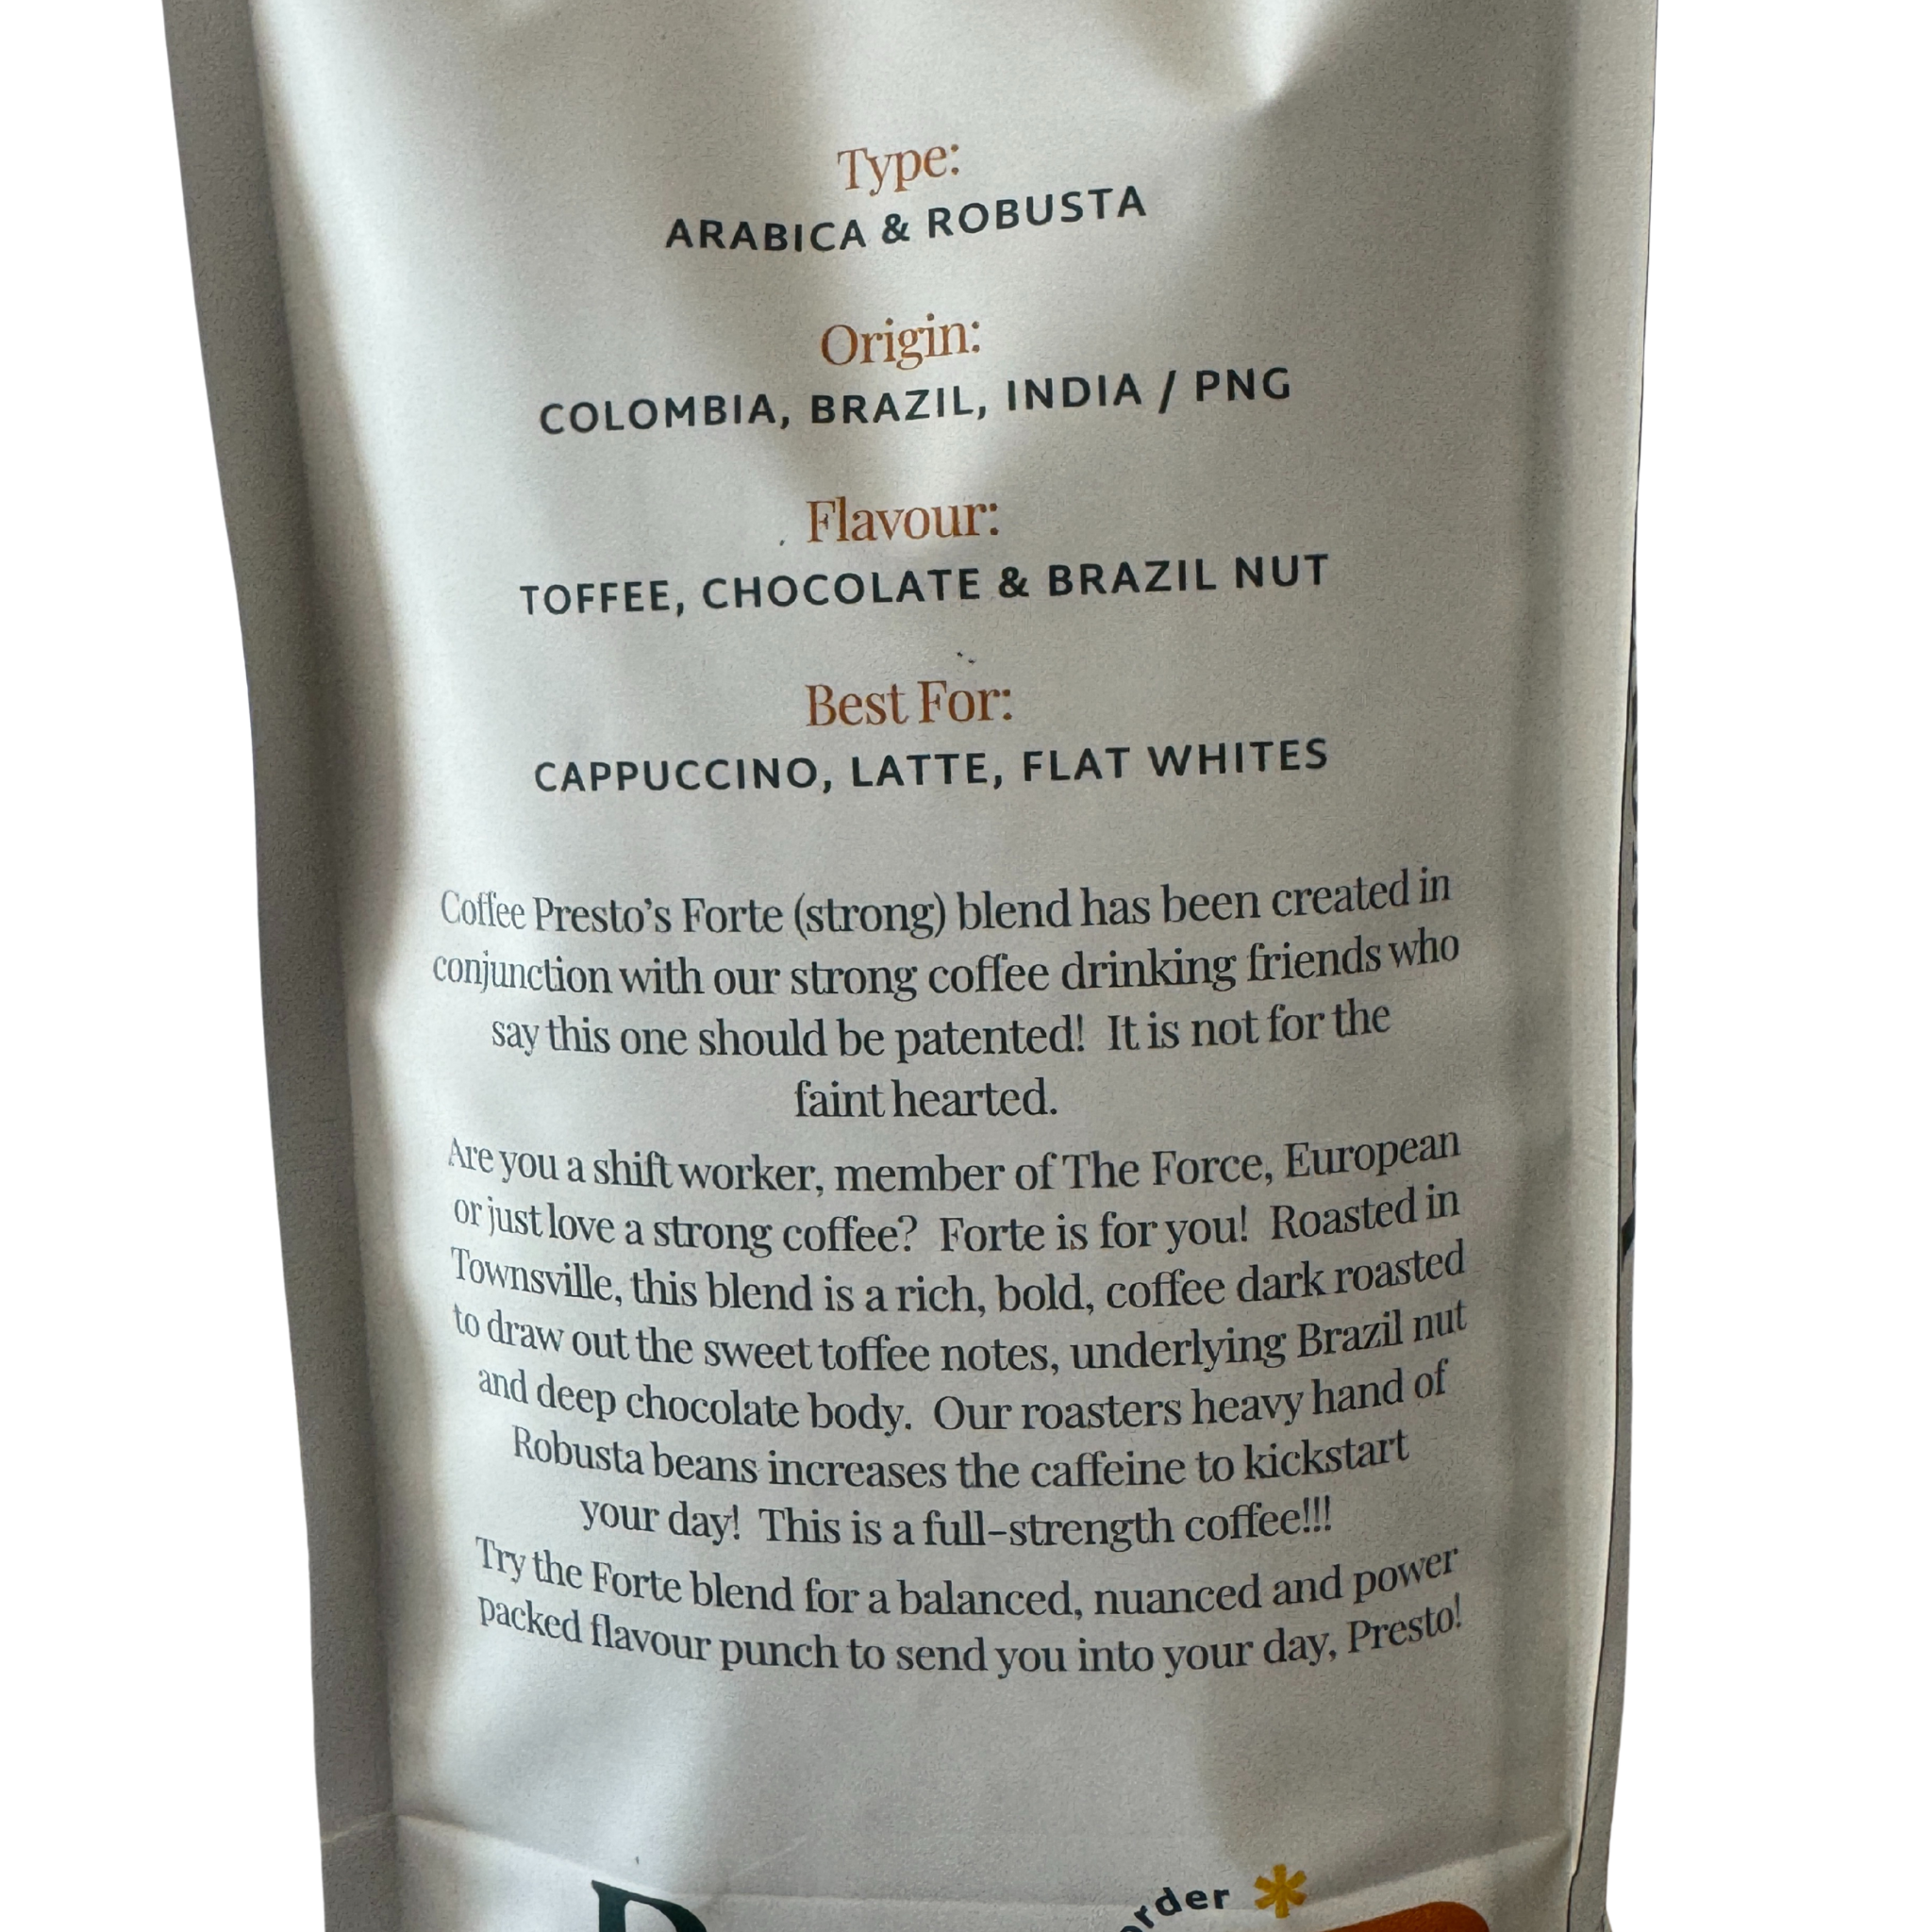 Type:
ARABICA & ROBUSTA
Origin:
COLOMBIA, BRAZIL, INDIA / PNG
Flavour:
TOFFEE, CHOCOLATE & BRAZIL NUT
Best For:
CAPPUCCINO, LATTE, FLAT WHITES
Coffee Presto's Forte (strong) blend has been created in
conjunction with our strong coffee drinking friends who
say this one should be patented! It is not for the
faint hearted.
Are you a shift worker, member of The Force, European
or just love a strong coffee? Forte is for you! Roasted in
Townsville, this blend is a rich, bold, coffee dark roasted
to draw out the sweet toffee notes, underlying Brazil nut
and deep chocolate body. Our roasters heavy hand of
Robusta beans increases the caffeine to kickstart
your day! This is a full-strength coffee!!!
Try the Forte blend for a balanced, nuanced and power
packed flavour punch to send you into your day, Presto!